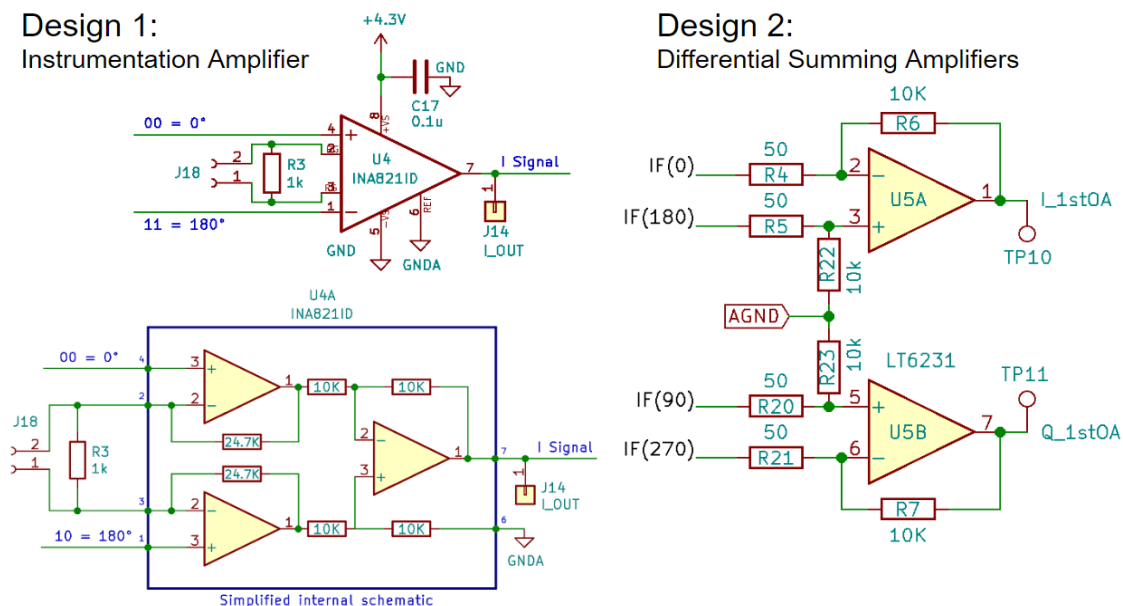 Design 1:
Instrumentation Amplifier
+4.3V
GND
C17
0.1u
00 = 0°
8
+VS
4
+
2
RG
U4
INA821ID
7
I Signal
J18
2
1
R3
1k
3
RG
1
−
11 = 180°
-VS
5
6
REF
1
J14
I_OUT
GND
GNDA
U4A
INA821ID
00 = 0°
4
3
+
1
10K
10K
2
2
−
J18
2
1
R3
1k
24.7K
24.7K
2
−
3
+
1
7
I Signal
1
J14
I_OUT
3
2
−
1
10K
10K
6
10 = 180°
1
3
+
GNDA
Simplified internal schematic
Design 2:
Differential Summing Amplifiers
10K
R6
IF(0)
50
R4
2
−
U5A
1
I_1stOA
IF(180)
50
R5
3
+
TP10
R22
10k
AGND
R23
10k
LT6231
TP11
IF(90)
50
R20
5
+
U5B
7
Q_1stOA
IF(270)
50
R21
6
−
R7
10K